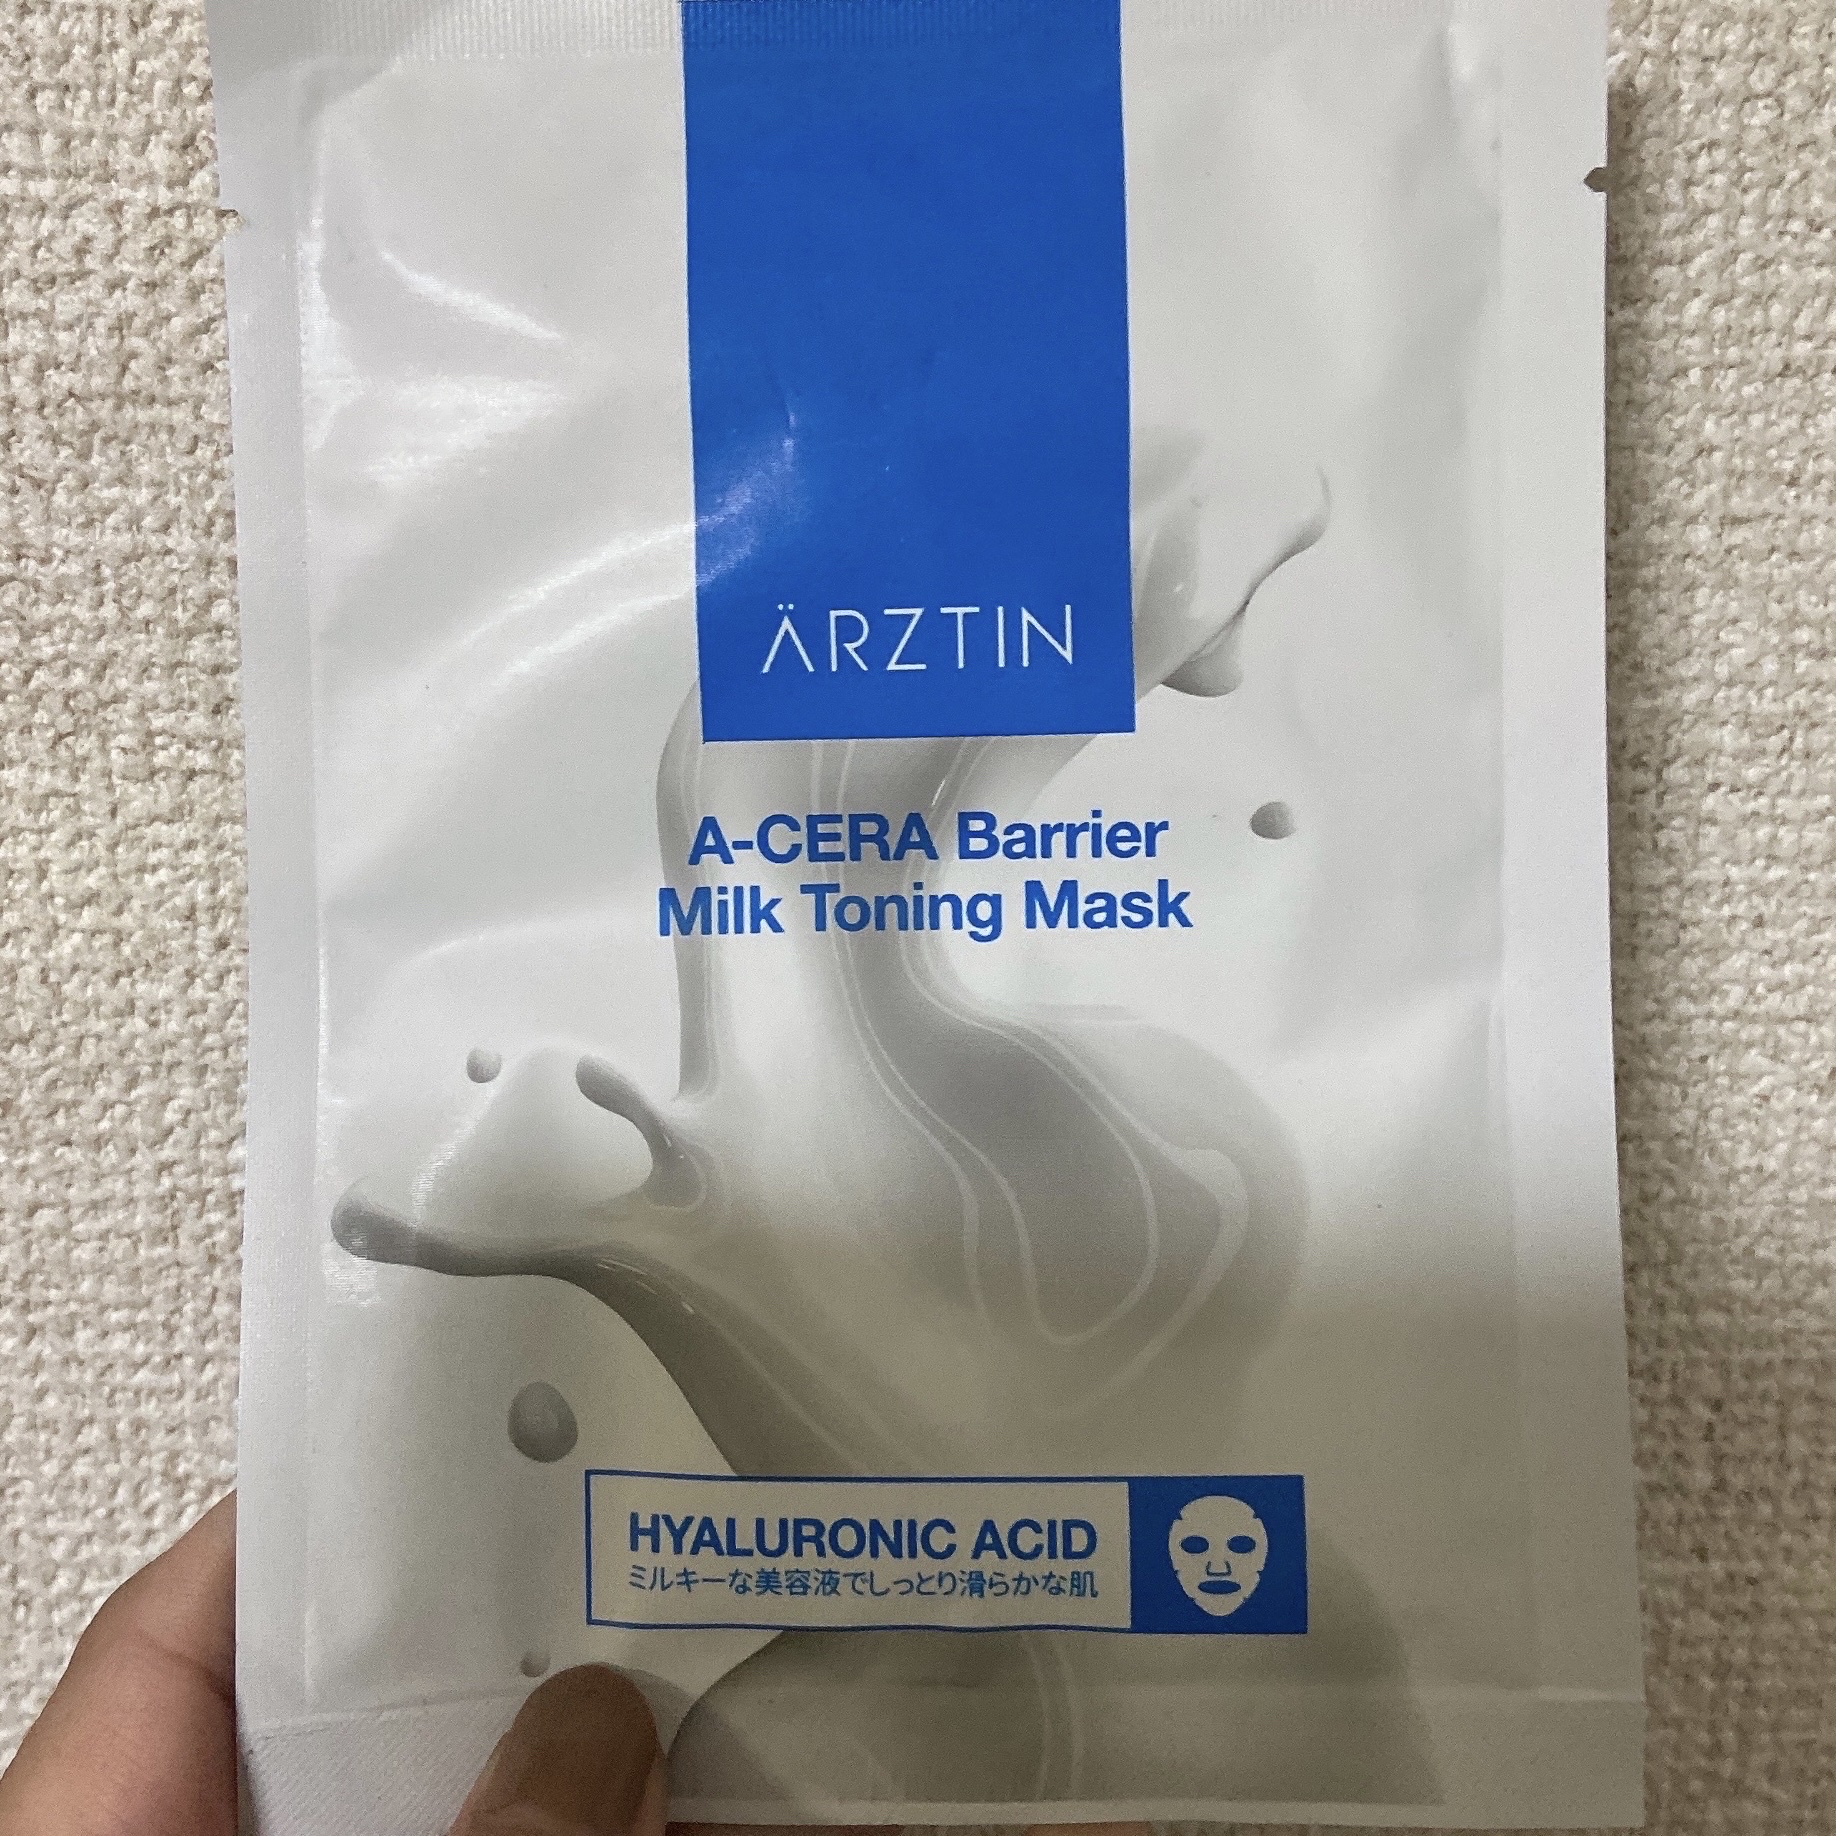 ÄRZTIN
A-CERA Barrier
Milk Toning Mask
HYALURONIC ACID
ミルキーな美容液でしっとり滑らかな肌